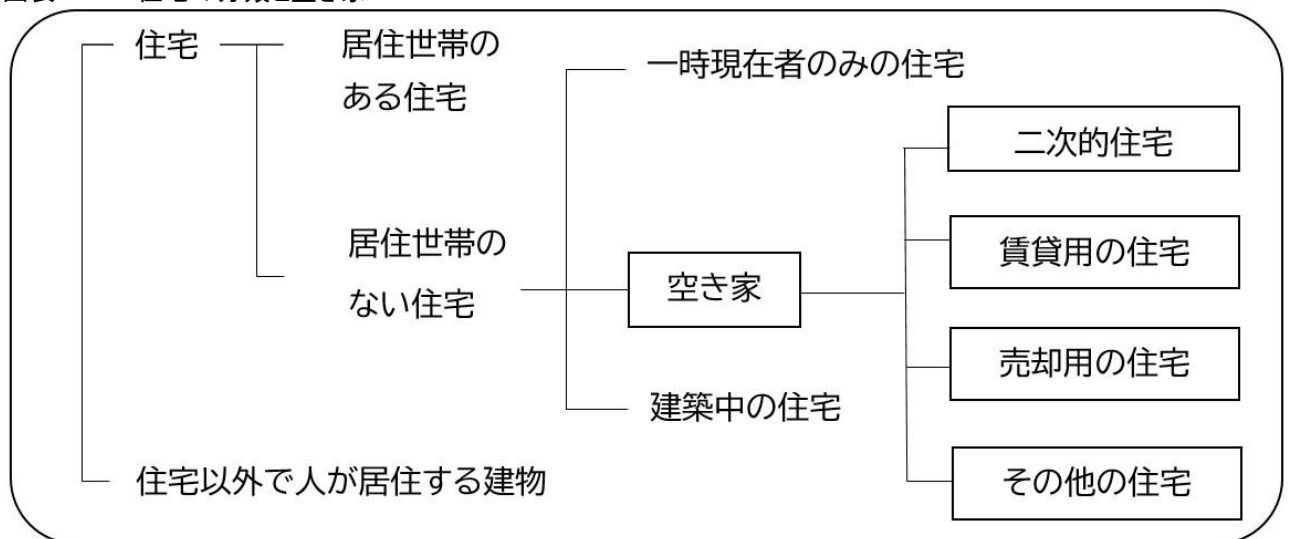 住宅
居住世帯の
ある住宅
一時現在者のみの住宅
二次的住宅
賃貸用の住宅
居住世帯の
ない住宅
空き家
売却用の住宅
建築中の住宅
住宅以外で人が居住する建物
その他の住宅